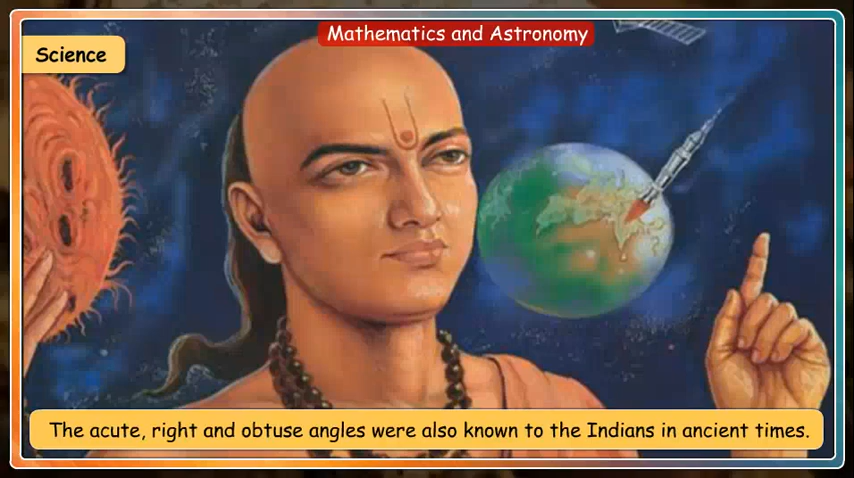 Mathematics and Astronomy
Science
The acute, right and obtuse angles were also known to the Indians in ancient times.